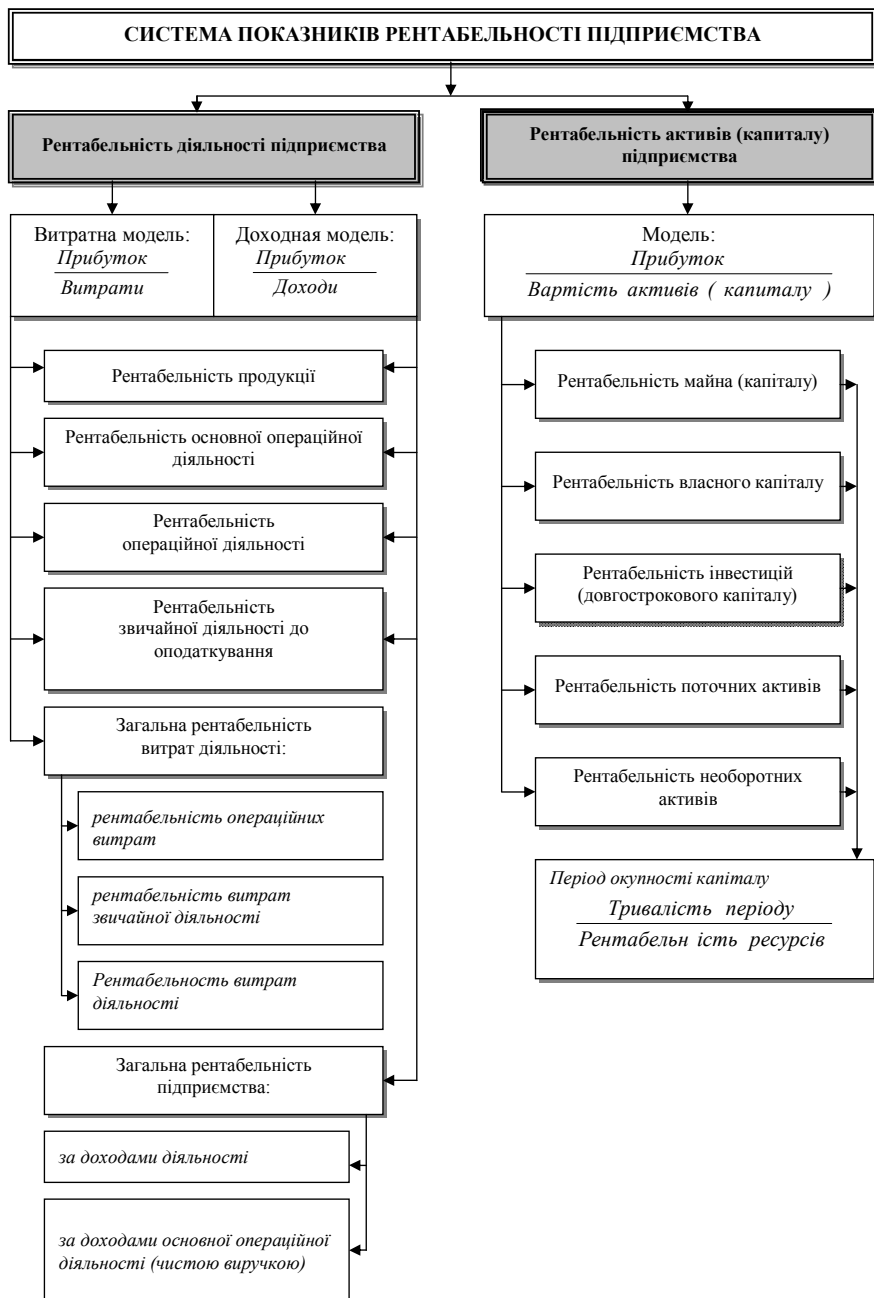 СИСТЕМА ПОКАЗНИКІВ РЕНТАБЕЛЬНОСТІ ПІДПРИЄМСТВА
Рентабельність діяльності підприємства
Рентабельність активів (капиталу)
підприємства
Витратна модель:
Прибуток
Витрати
Доходная модель:
Прибуток
Доходи
Модель:
Прибуток
Вартість активів ( капиталу )
Рентабельність продукції
Рентабельність основної операційної
діяльності
Рентабельність
операційної діяльності
Рентабельність
звичайної діяльності до
оподаткування
Загальна рентабельність
витрат діяльності:
рентабельність операційних
витрат
рентабельність витрат
звичайної діяльності
Рентабельность витрат
діяльності
Загальна рентабельність
підприємства:
за доходами діяльності
за доходами основної операційної
діяльності (чистою виручкою)
Рентабельність майна (капіталу)
Рентабельність власного капіталу
Рентабельність інвестицій
(довгострокового капіталу)
Рентабельність поточних активів
Рентабельність необоротних
активів
Період окупності капіталу
Тривалість періоду
Рентабельн ість ресурсів